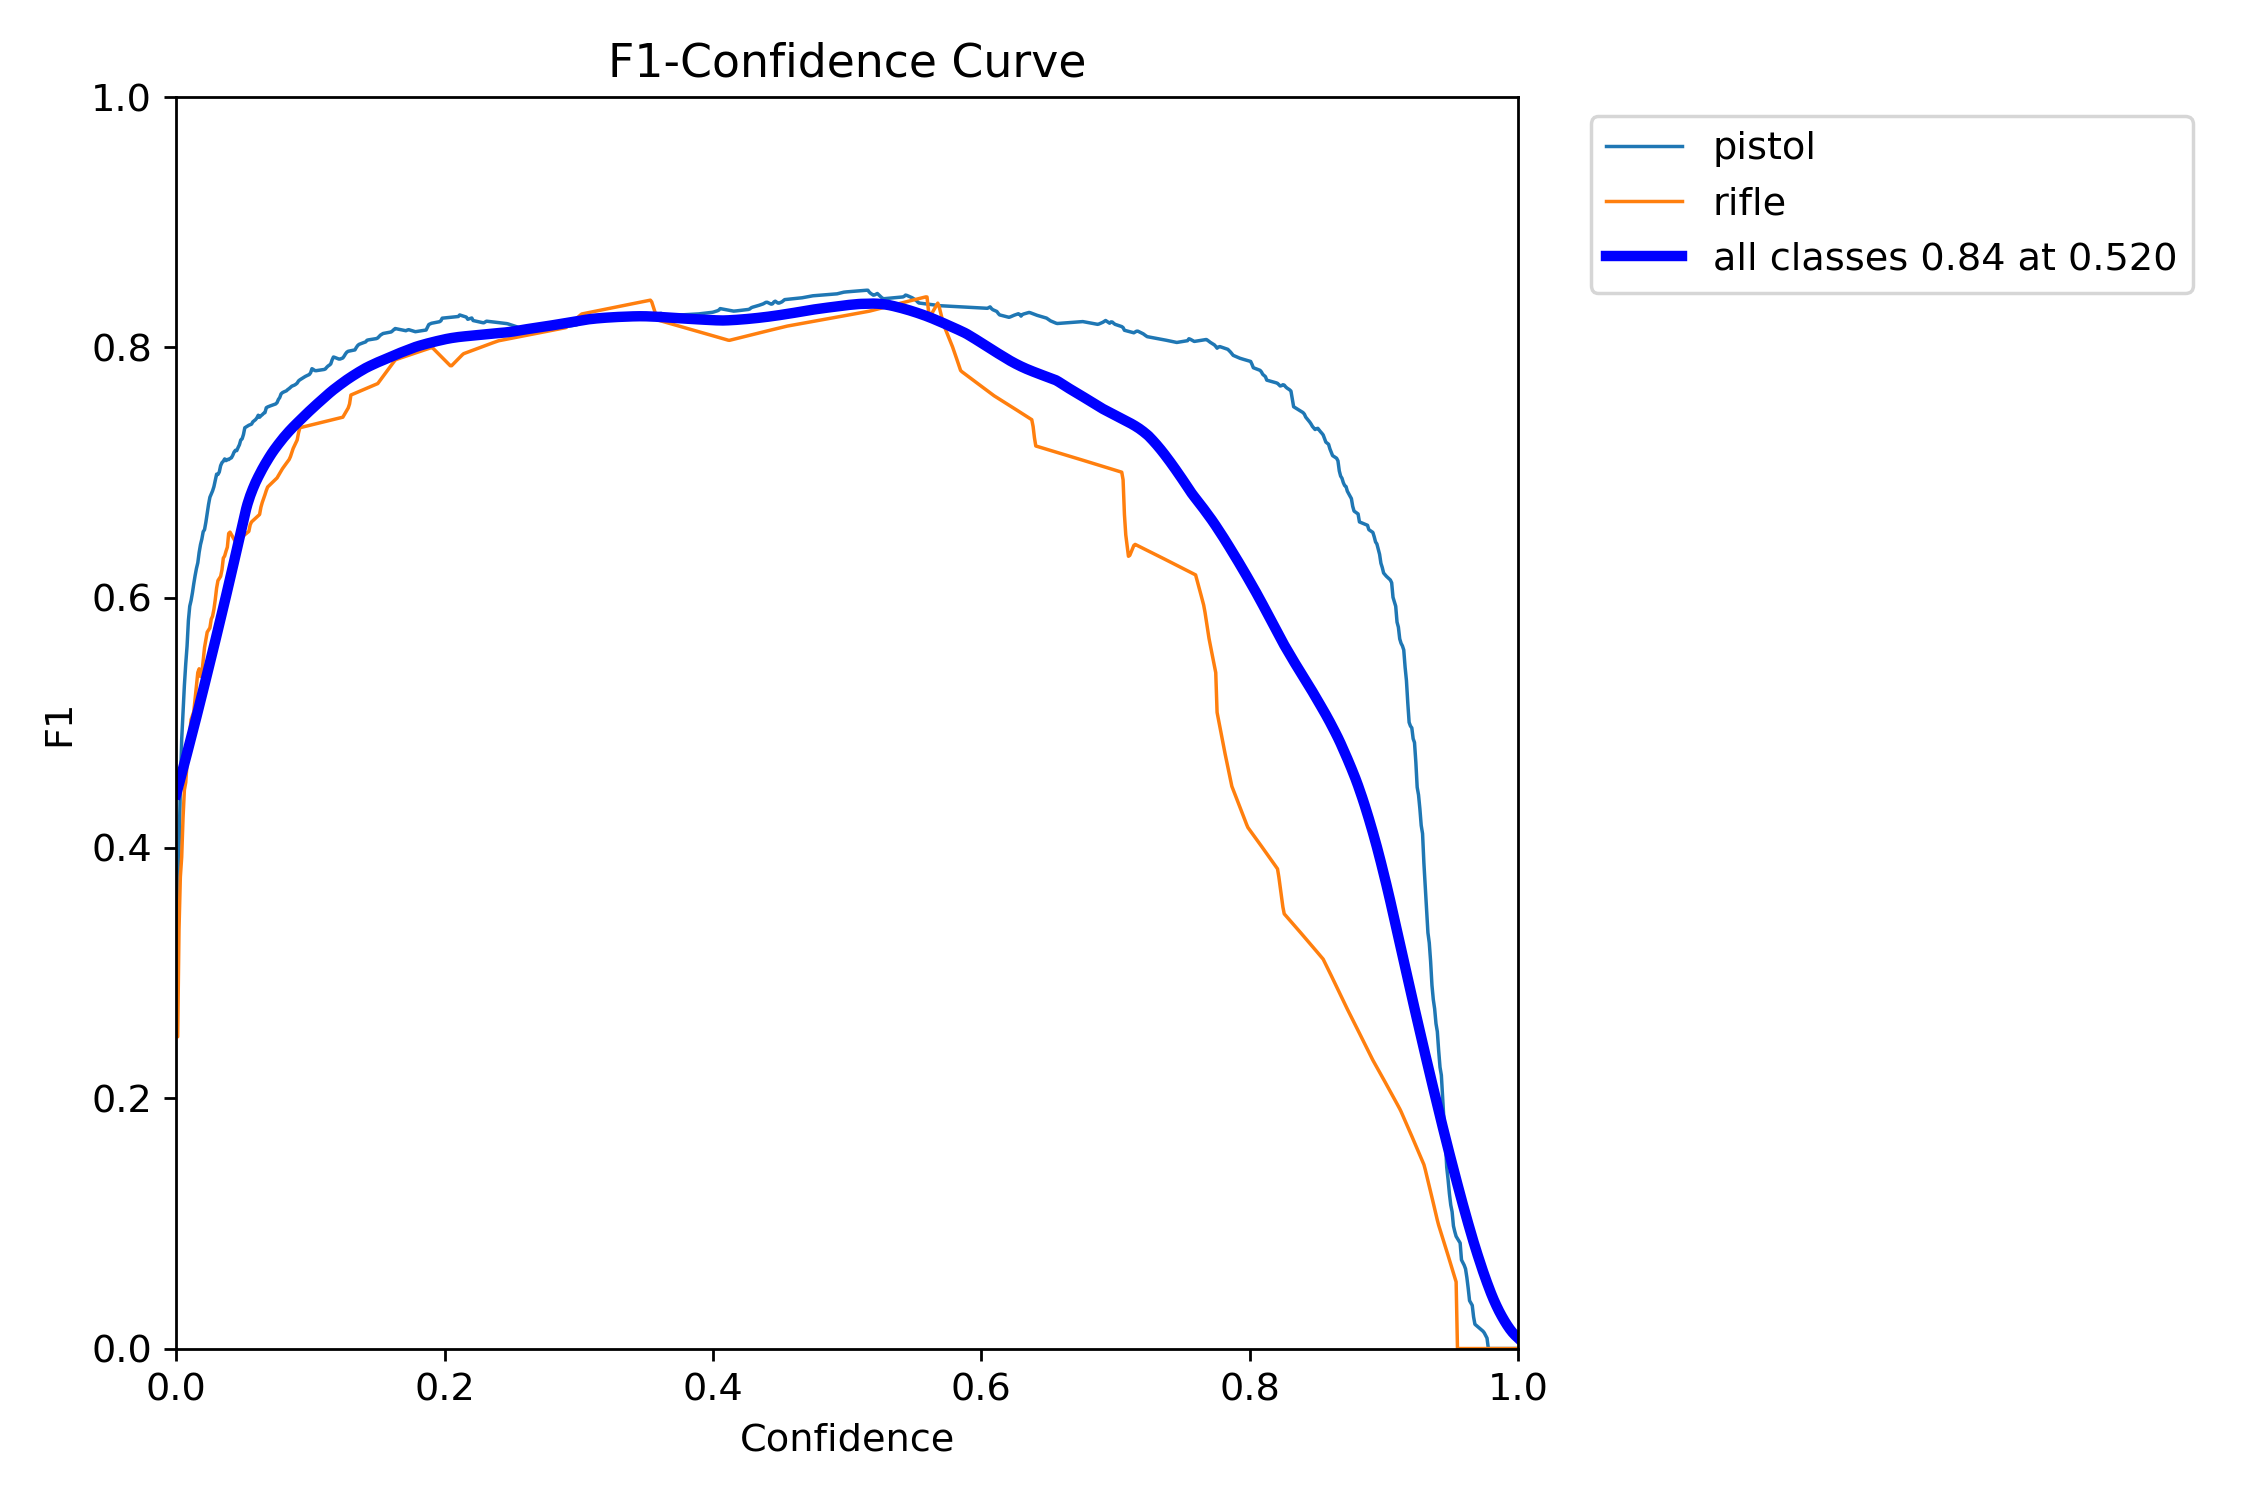 F1-Confidence Curve
pistol
rifle
all classes 0.84 at 0.520
1.0
0.8
0.6
0.4
0.2
0.0
F1
0.0 0.2 0.4 0.6 0.8 1.0
Confidence